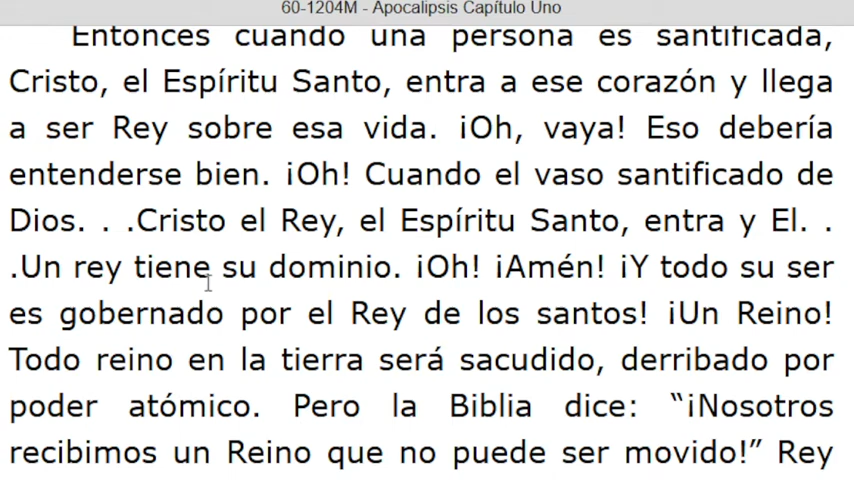 60-1204M - Apocalipsis Capítulo Uno
Entonces cuando una persona es santificada,
Cristo, el Espíritu Santo, entra a ese corazón y llega
a ser Rey sobre esa vida. ¡Oh, vaya! Eso debería
entenderse bien. ¡Oh! Cuando el vaso santificado de
Dios. . .Cristo el Rey, el Espíritu Santo, entra y El. .
.Un rey tiene su dominio. ¡Oh! ¡Amén! ¡Y todo su ser
es gobernado por el Rey de los santos! ¡Un Reino!
Todo reino en la tierra será sacudido, derribado por
poder atómico. Pero la Biblia dice: “¡Nosotros
recibimos un Reino que no puede ser movido!” Rey